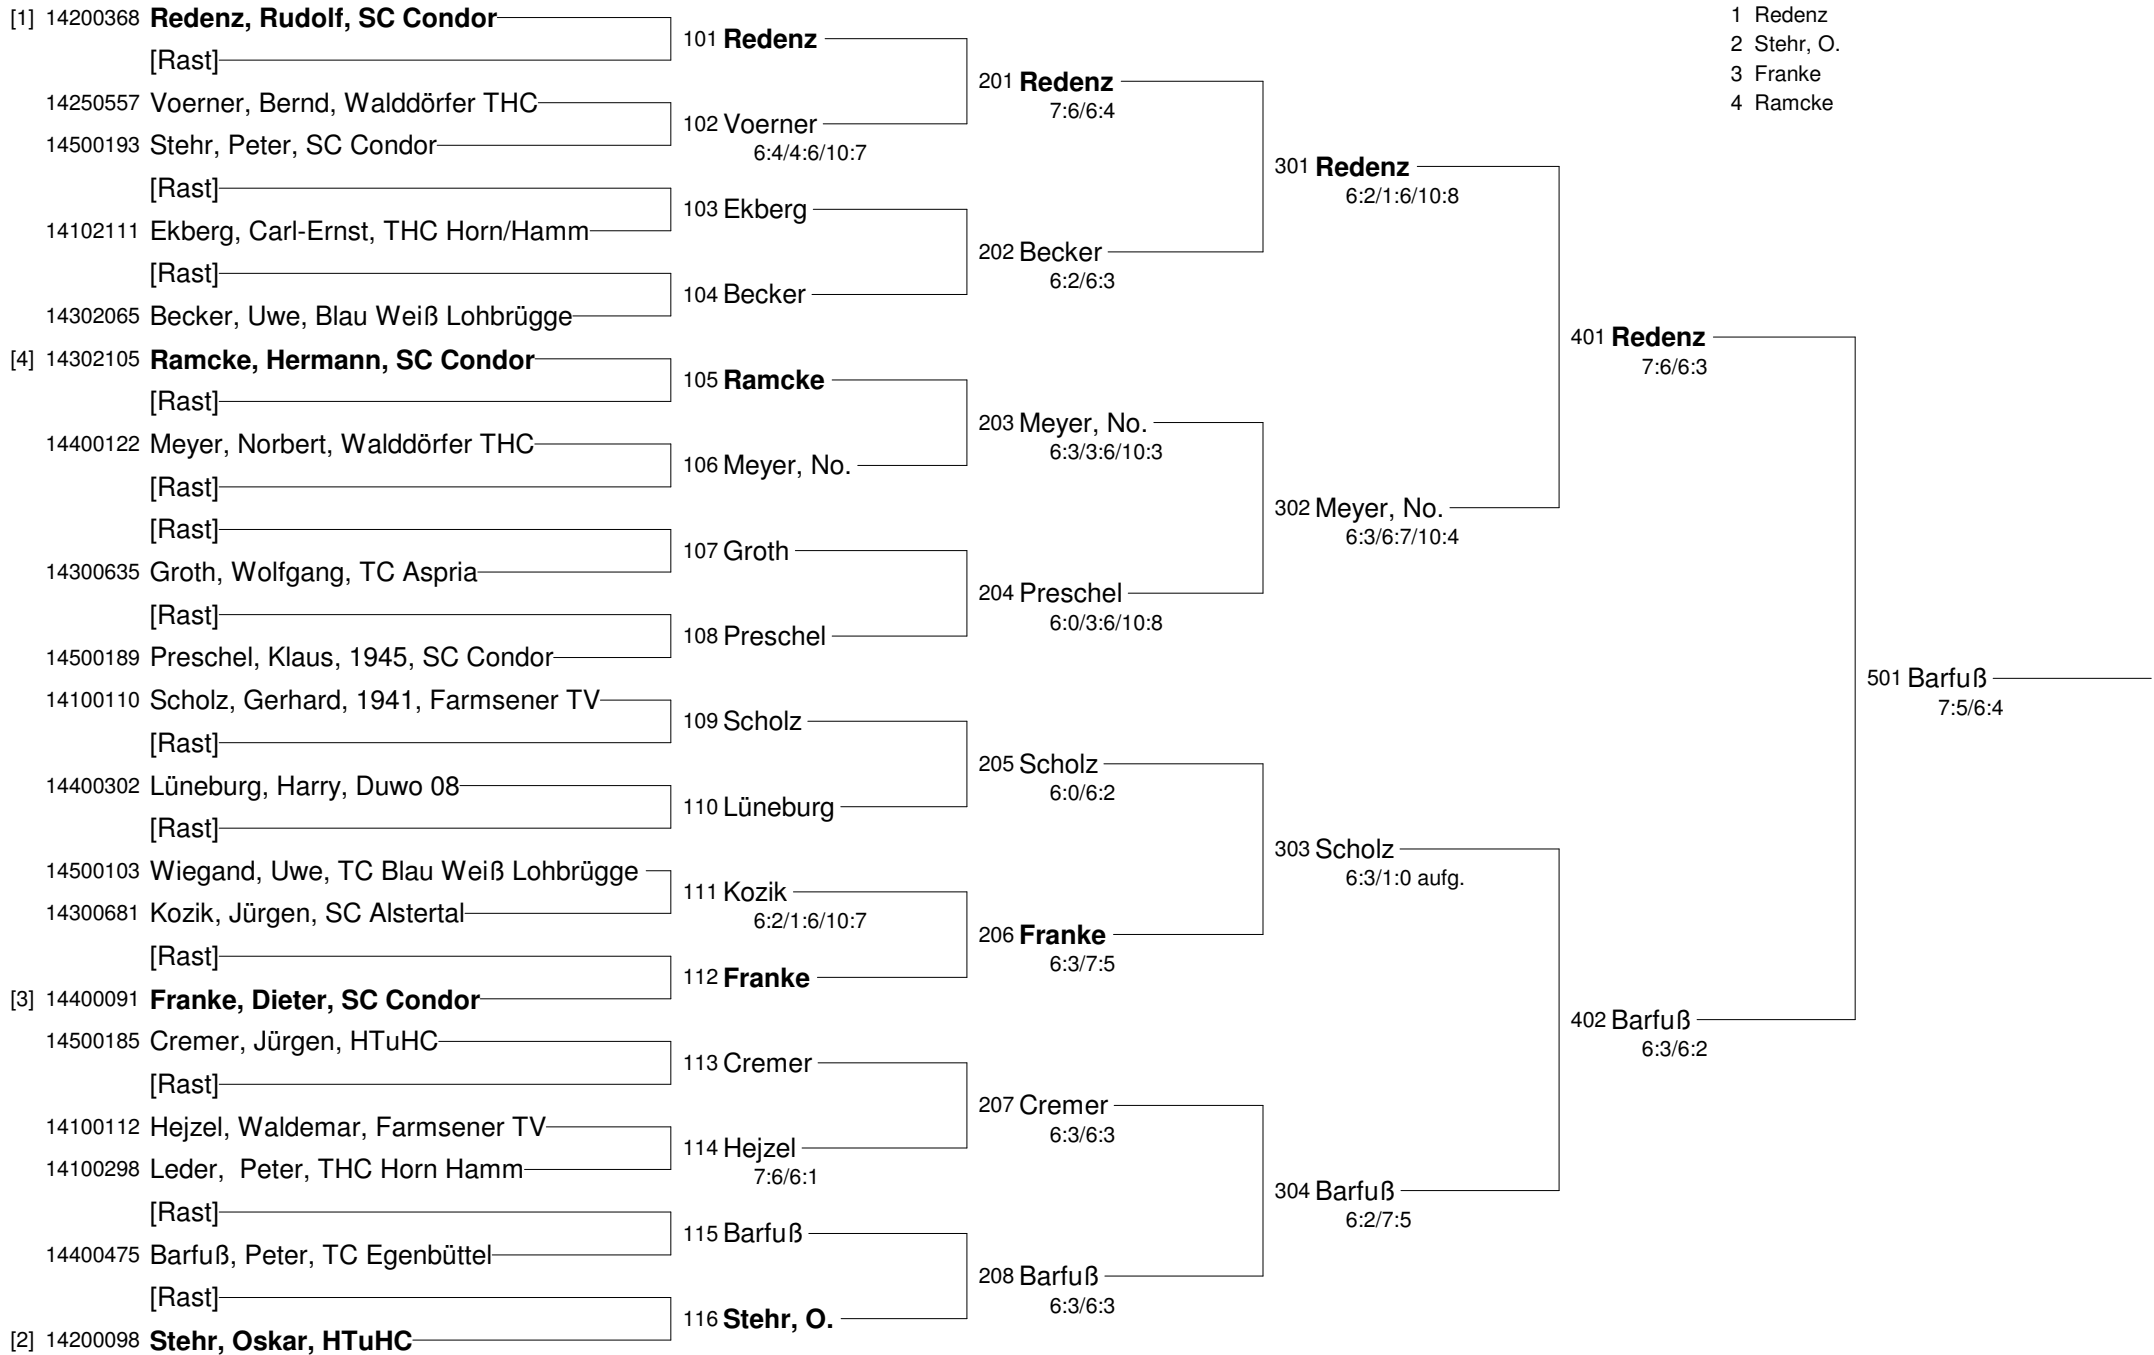 [1] 14200368 Redenz, Rudolf, SC Condor
[Rast]
14250557 Voerner, Bernd, Walddörfer THC
14500193 Stehr, Peter, SC Condor
[Rast]
14102111 Ekberg, Carl-Ernst, THC Horn/Hamm
[Rast]
14302065 Becker, Uwe, Blau Weiß Lohbrügge
[4] 14302105 Ramcke, Hermann, SC Condor
[Rast]
14400122 Meyer, Norbert, Walddörfer THC
[Rast]
[Rast]
14300635 Groth, Wolfgang, TC Aspria
[Rast]
14500189 Preschel, Klaus, 1945, SC Condor
14100110 Scholz, Gerhard, 1941, Farmsener TV
[Rast]
14400302 Lüneburg, Harry, Duwo 08
[Rast]
14500103 Wiegand, Uwe, TC Blau Weiß Lohbrügge
14300681 Kozik, Jürgen, SC Alstertal
[Rast]
[3] 14400091 Franke, Dieter, SC Condor
14500185 Cremer, Jürgen, HTuHC
[Rast]
14100112 Hejzel, Waldemar, Farmsener TV
14100298 Leder, Peter, THC Horn Hamm
[Rast]
14400475 Barfuß, Peter, TC Egenbüttel
[Rast]
[2] 14200098 Stehr, Oskar, HTuHC
101 Redenz
102 Voerner
6:4/4:6/10:7
103 Ekberg
104 Becker
105 Ramcke
106 Meyer, No.
107 Groth
108 Preschel
109 Scholz
110 Lüneburg
111 Kozik
6:2/1:6/10:7
112 Franke
113 Cremer
114 Hejzel
7:6/6:1
115 Barfuß
116 Stehr, O.
201 Redenz
7:6/6:4
202 Becker
6:2/6:3
203 Meyer, No.
6:3/3:6/10:3
204 Preschel
6:0/3:6/10:8
205 Scholz
6:0/6:2
206 Franke
6:3/7:5
207 Cremer
6:3/6:3
208 Barfuß
6:3/6:3
301 Redenz
6:2/1:6/10:8
302 Meyer, No.
6:3/6:7/10:4
303 Scholz
6:3/1:0 aufg.
304 Barfuß
6:2/7:5
401 Redenz
7:6/6:3
402 Barfuß
6:3/6:2
501 Barfuß
7:5/6:4
1 Redenz
2 Stehr, O.
3 Franke
4 Ramcke